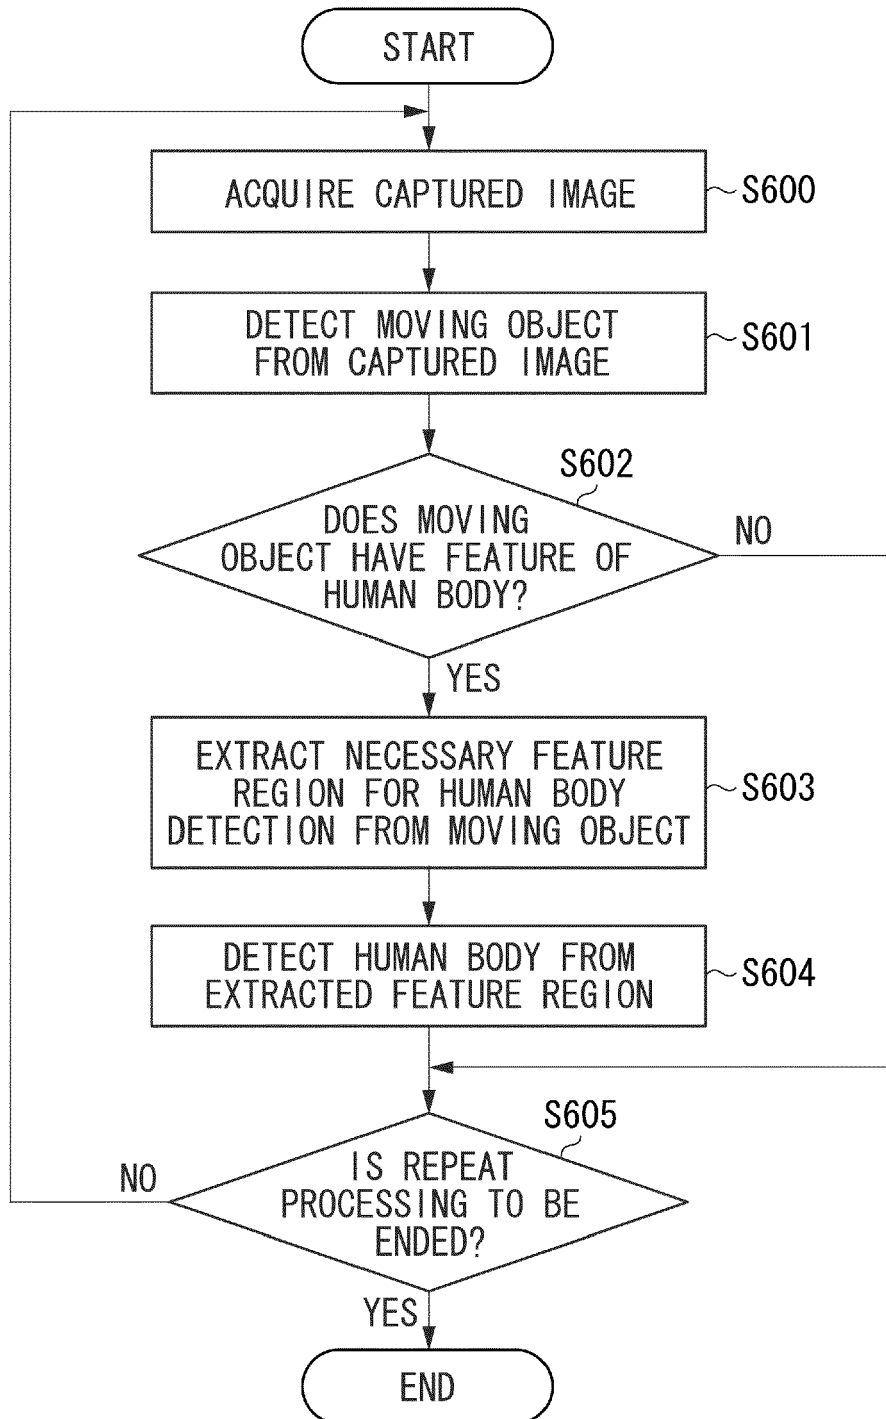 START
ACQUIRE CAPTURED IMAGE
S600
DETECT MOVING OBJECT
FROM CAPTURED IMAGE
S601
S602
DOES MOVING
OBJECT HAVE FEATURE OF
HUMAN BODY?
NO
YES
EXTRACT NECESSARY FEATURE
REGION FOR HUMAN BODY
DETECTION FROM MOVING OBJECT
S603
DETECT HUMAN BODY FROM
EXTRACTED FEATURE REGION
S604
S605
IS REPEAT
PROCESSING TO BE
ENDED?
NO
YES
END